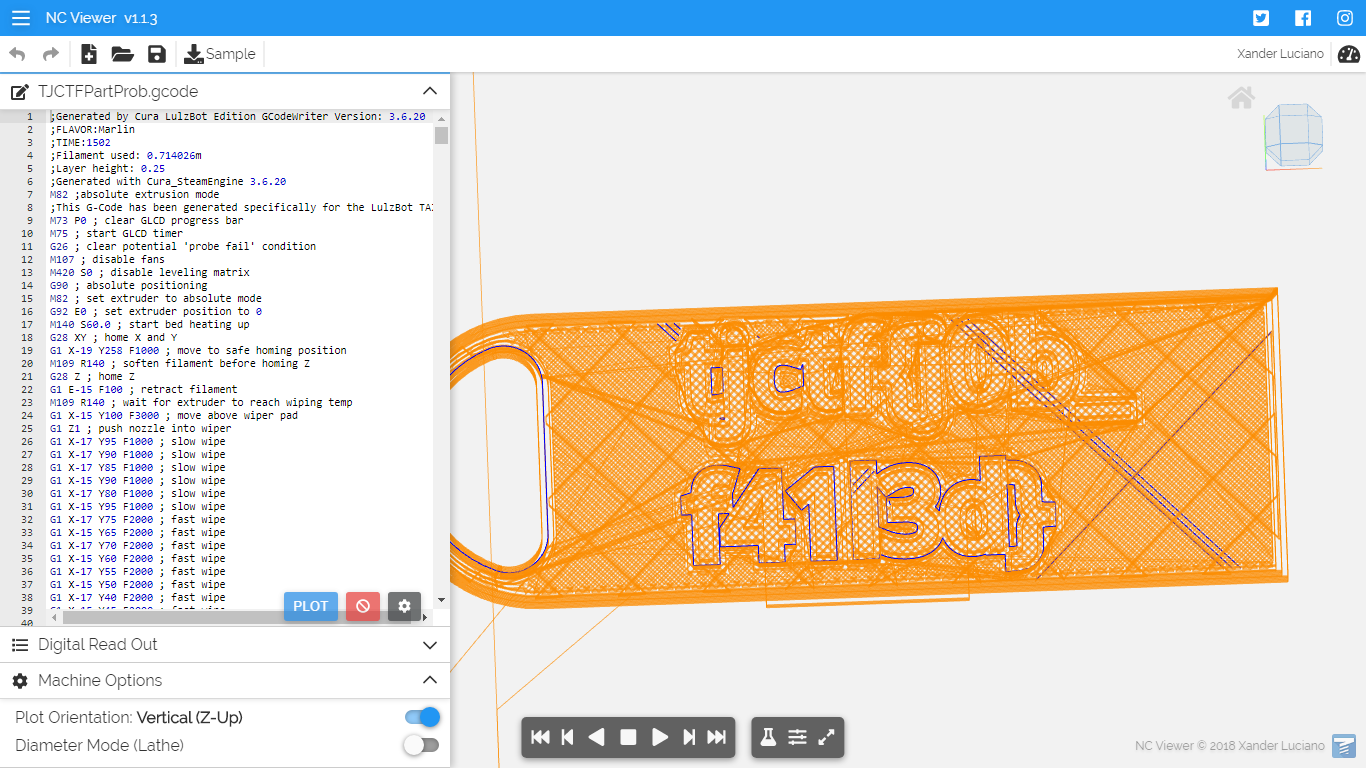 NC Viewer v1.1.3
Sample
Xander Luciano
TJCTFPartProb.gcode
1 ;Generated by Cura LulzBot Edition GCodeWriter Version: 3.6.20
2 ;FLAVOR:Marlin
3 ;TIME:1502
4 ;Filament used: 0.714026m
5 ;Layer height: 0.25
6 ;Generated with Cura_SteamEngine 3.6.20
7 M82 ;absolute extrusion mode
8 ;This G-Code has been generated specifically for the LulzBot TAZ
9 M73 P0 ; clear GLCD progress bar
10 M75 ; start GLCD timer
11 G26 ; clear potential 'probe fail' condition
12 M107 ; disable fans
13 M420 S0 ; disable leveling matrix
14 G90 ; absolute positioning
15 M82 ; set extruder to absolute mode
16 G92 E0 ; set extruder position to 0
17 M140 S60.0 ; start bed heating up
18 G28 XY ; home X and Y
19 G1 X-19 Y258 F1000 ; move to safe homing position
20 M109 R140 ; soften filament before homing Z
21 G28 Z ; home Z
22 G1 E-15 F100 ; retract filament
23 M109 R140 ; wait for extruder to reach wiping temp
24 G1 X-15 Y100 F3000 ; move above wiper pad
25 G1 Z1 ; push nozzle into wiper
26 G1 X-17 Y95 F1000 ; slow wipe
27 G1 X-17 Y90 F1000 ; slow wipe
28 G1 X-17 Y85 F1000 ; slow wipe
29 G1 X-15 Y90 F1000 ; slow wipe
30 G1 X-17 Y80 F1000 ; slow wipe
31 G1 X-15 Y95 F1000 ; slow wipe
32 G1 X-17 Y75 F2000 ; fast wipe
33 G1 X-15 Y65 F2000 ; fast wipe
34 G1 X-17 Y70 F2000 ; fast wipe
35 G1 X-15 Y60 F2000 ; fast wipe
36 G1 X-17 Y55 F2000 ; fast wipe
37 G1 X-15 Y50 F2000 ; fast wipe
38 G1 X-17 Y40 F2000 ; fast wipe
39
40
PLOT
Digital Read Out
Machine Options
Plot Orientation: Vertical (Z-Up)
Diameter Mode (Lathe)
NC Viewer © 2018 Xander Luciano